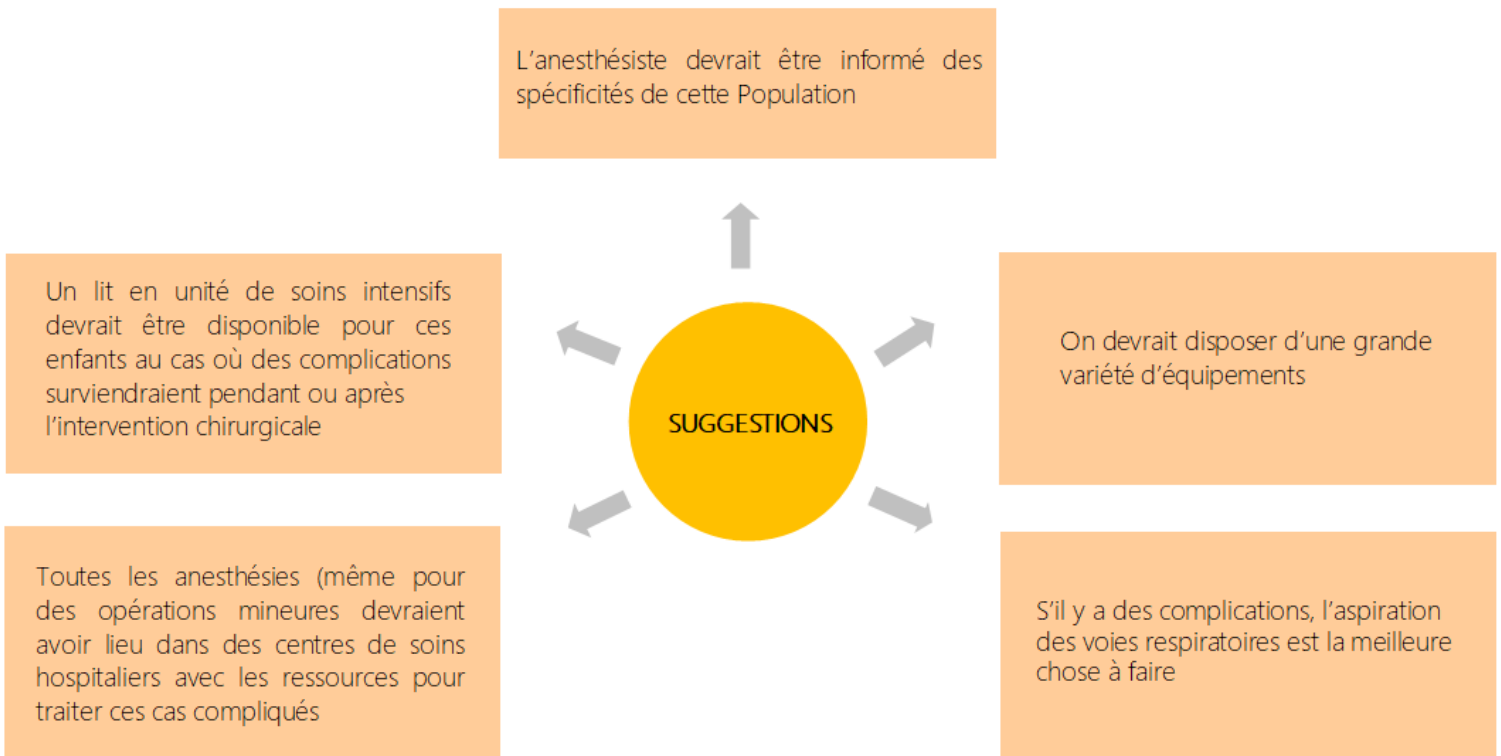 L'anesthésiste devrait être informé des
spécificités de cette Population
Un lit en unité de soins intensifs
devrait être disponible pour ces
enfants au cas où des complications
surviendraient pendant ou après
l'intervention chirurgicale
On devrait disposer d'une grande
variété d'équipements
SUGGESTIONS
Toutes les anesthésies (même pour
des opérations mineures devraient
avoir lieu dans des centres de soins
hospitaliers avec les ressources pour
traiter ces cas compliqués
S'il y a des complications, l'aspiration
des voies respiratoires est la meilleure
chose à faire